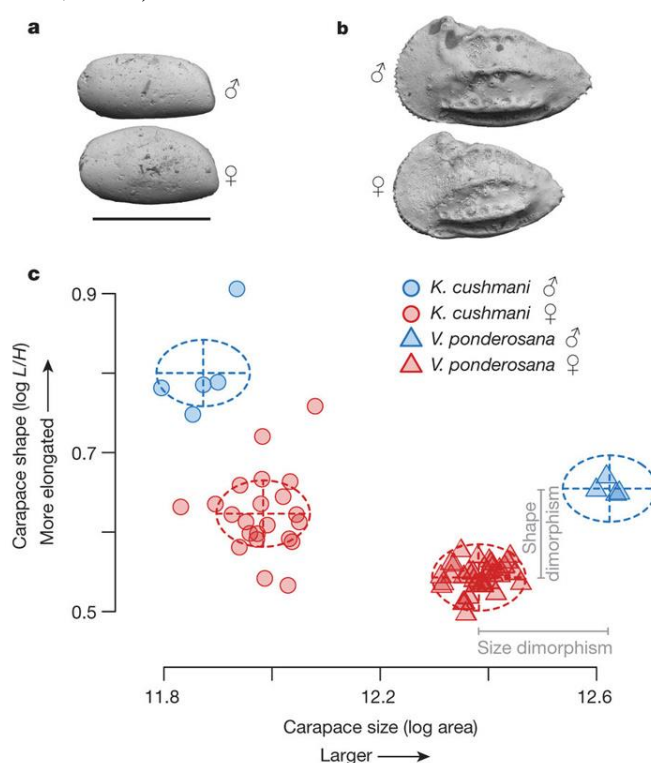 a
b
♂
♀
♂
♀
c
K. cushmani ♂
K. cushmani ♀
V. ponderosana ♂
V. ponderosana ♀
0.9
0.7
0.5
Carapace shape (log L/H)
More elongated
Shape
dimorphism
Size dimorphism
11.8
12.2
12.6
Carapace size (log area)
Larger